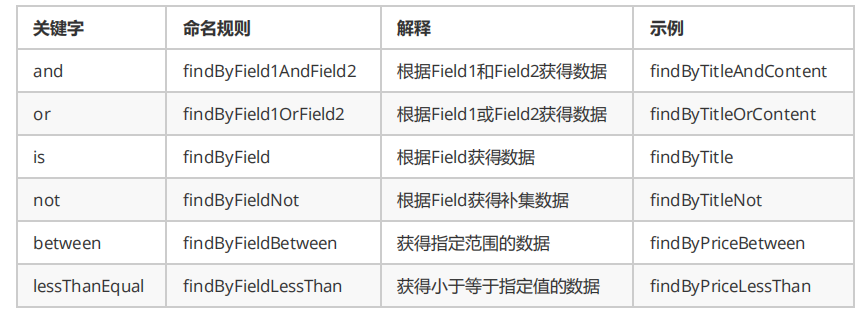 关键字 命名规则 解释 示例
and findByField1AndField2 根据Field1和Field2获得数据 findByTitleAndContent
or findByField1OrField2 根据Field1或Field2获得数据 findByTitleOrContent
is findByField 根据Field获得数据 findByTitle
not findByFieldNot 根据Field获得补集数据 findByTitleNot
between findByFieldBetween 获得指定范围的数据 findByPriceBetween
lessThanEqual findByFieldLessThan 获得小于等于指定值的数据 findByPriceLessThan